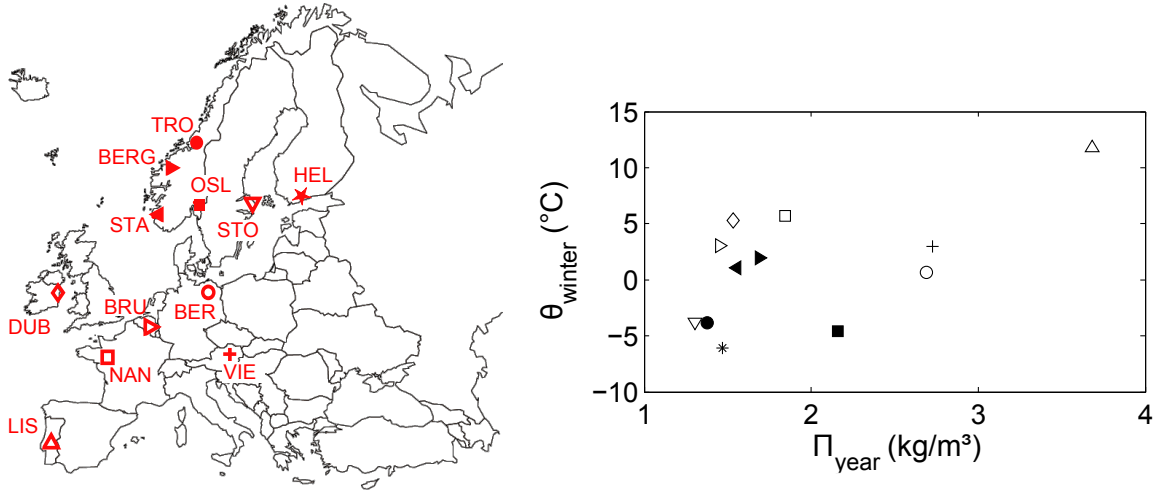 TRO
BERG
HEL
OSL
STA
STO
BRU
BER
DUB
NAN
VIE
LIS
15
10
5
0
−5
−10
θwinter (°C)
1
2
3
4
Πyear (kg/m³)